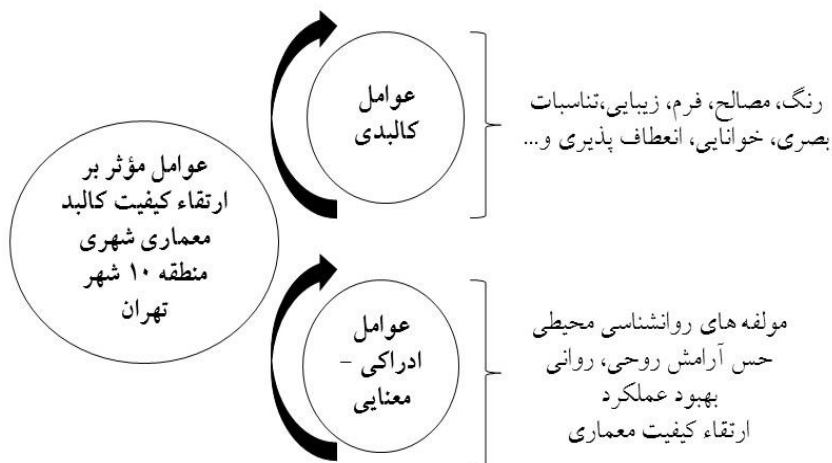 عوامل مؤثر بر
ارتقاء کیفیت کالبد
معماری شهری
منطقه ۱۰ شهر
تهران
عوامل
کالبدی
رنگ، مصالح، فرم، زیبایی،تناسبات
بصری، خوانایی، انعطاف پذیری و...
عوامل
ادراکی –
معنایی
مولفه های روانشناسی محیطی
حس آرامش روحی، روانی
بهبود عملکرد
ارتقاء کیفیت معماری